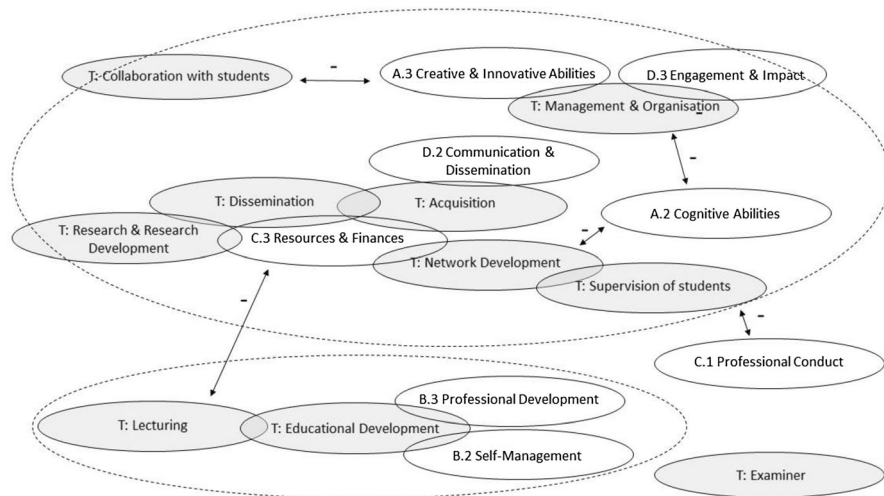 T: Collaboration with students
-
A.3 Creative & Innovative Abilities
D.3 Engagement & Impact
T: Management & Organisation
-
-
D.2 Communication &
Dissemination
T: Dissemination
T: Acquisition
A.2 Cognitive Abilities
T: Research & Research
Development
C.3 Resources & Finances
-
T: Network Development
T: Supervision of students
-
-
C.1 Professional Conduct
B.3 Professional Development
T: Lecturing
T: Educational Development
B.2 Self-Management
T: Examiner